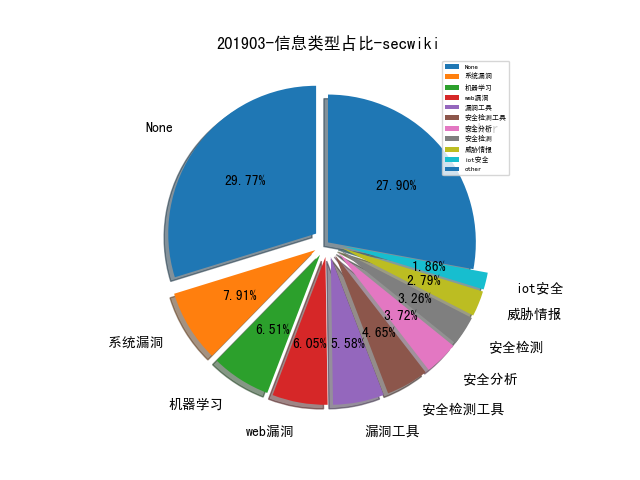 201903-信息类型占比-secwiki
None
系统漏洞
机器学习
web漏洞
漏洞工具
安全检测工具
安全分析
安全检测
威胁情报
iot安全
other
None
29.77%
27.90%
1.86%
2.79%
3.26%
3.72%
4.65%
5.58%
6.05%
6.51%
7.91%
iot安全
威胁情报
安全检测
安全分析
安全检测工具
漏洞工具
web漏洞
机器学习
系统漏洞